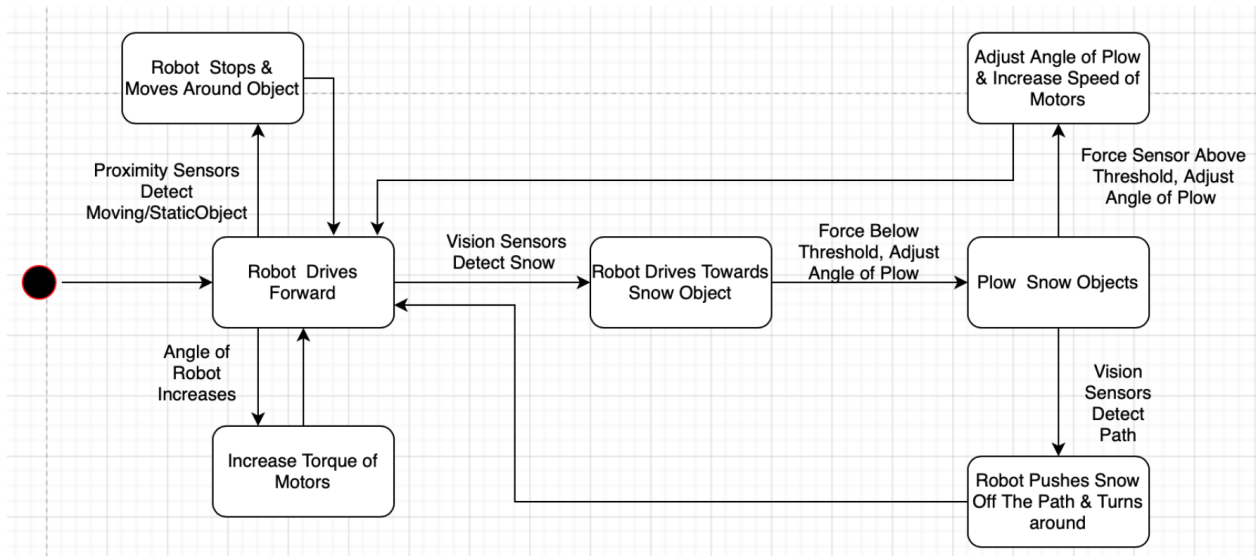 Robot Stops &
Moves Around Object
Adjust Angle of Plow
& Increase Speed of
Motors
Proximity Sensors
Detect
Moving/StaticObject
Force Sensor Above
Threshold, Adjust
Angle of Plow
Robot Drives
Forward
Vision Sensors
Detect Snow
Robot Drives Towards
Snow Object
Force Below
Threshold, Adjust
Angle of Plow
Plow Snow Objects
Angle of
Robot
Increases
Vision
Sensors
Detect
Path
Increase Torque of
Motors
Robot Pushes Snow
Off The Path & Turns
around